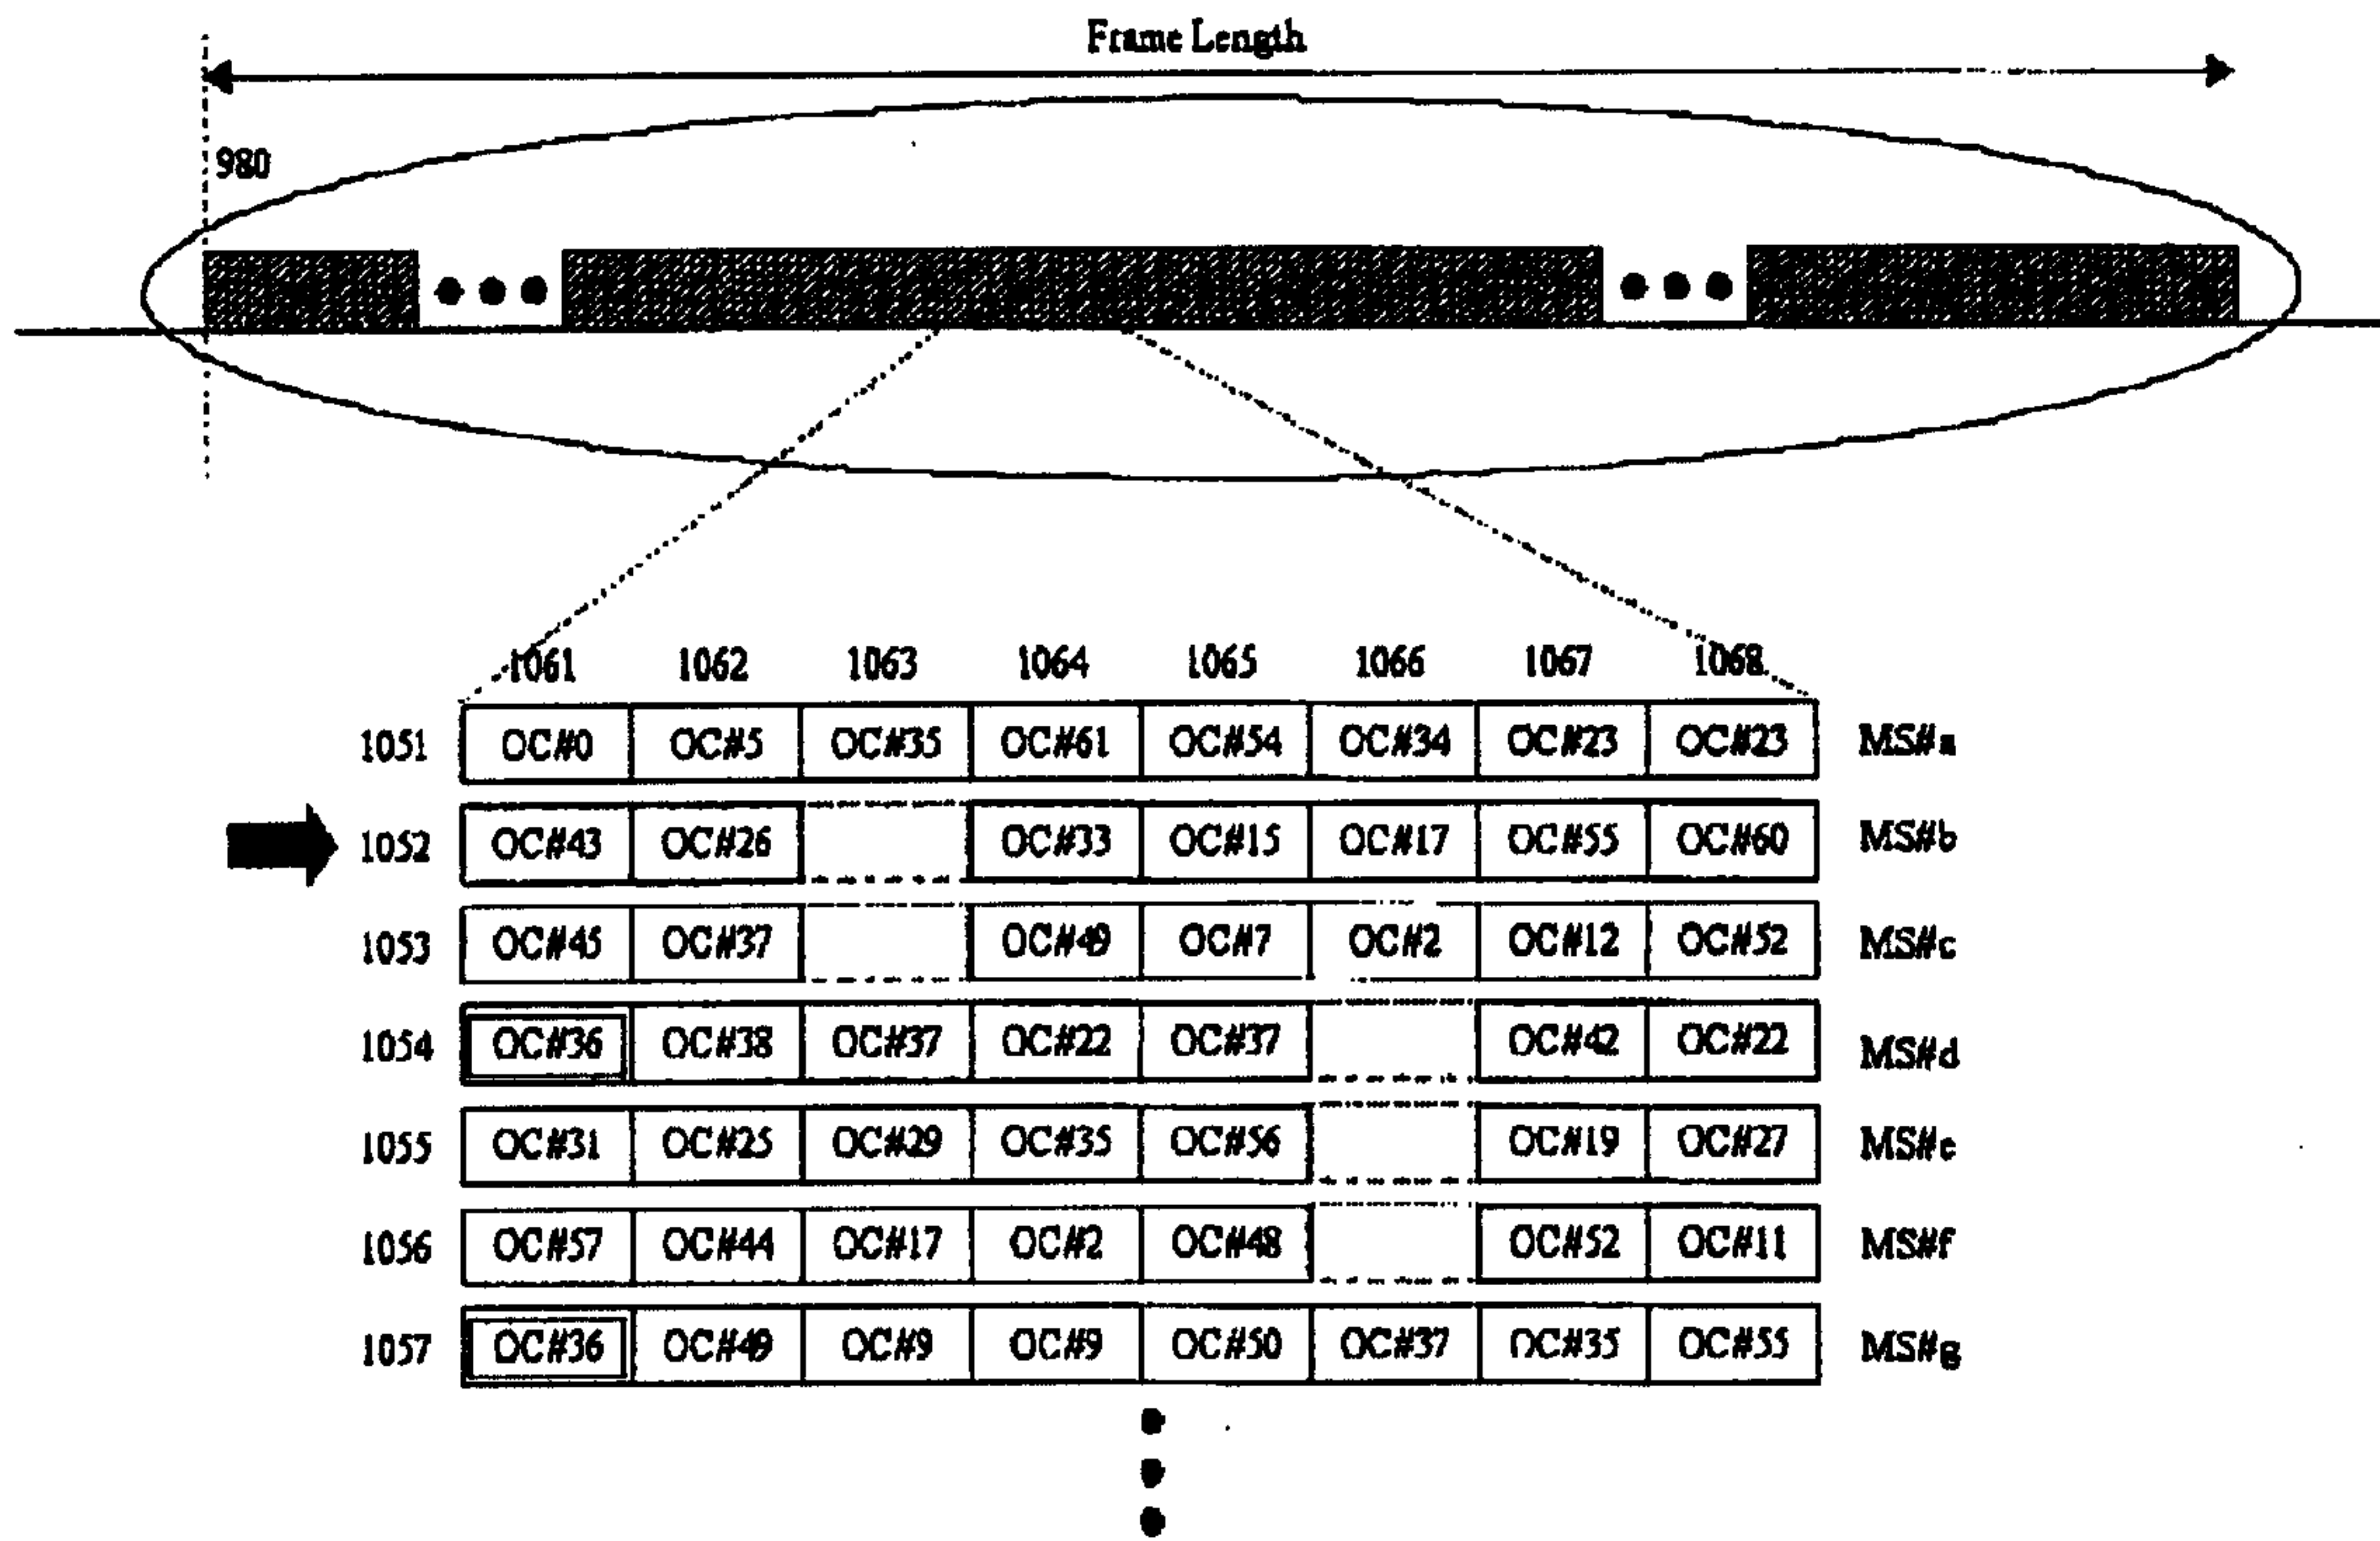 Frame Length
980
1061 1062 1063 1064 1065 1066 1067 1068
1051 OC#0 OC#5 OC#35 OC#61 OC#54 OC#34 OC#23 OC#23 MS#a
1052 OC#43 OC#26 OC#33 OC#15 OC#17 OC#55 OC#60 MS#b
1053 OC#45 OC#37 OC#49 OC#7 OC#2 OC#12 OC#52 MS#c
1054 OC#36 OC#38 OC#37 OC#22 OC#37 OC#42 OC#22 MS#d
1055 OC#31 OC#25 OC#29 OC#35 OC#56 OC#19 OC#27 MS#e
1056 OC#57 OC#44 OC#17 OC#2 OC#48 OC#52 OC#11 MS#f
1057 OC#36 OC#49 OC#9 OC#9 OC#50 OC#37 OC#35 OC#55 MS#g